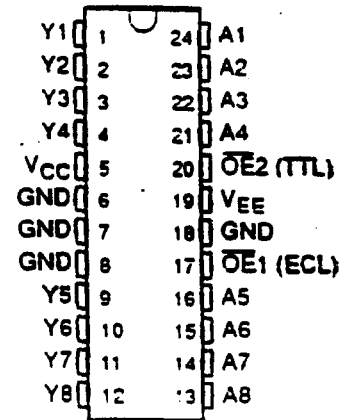 Y1 1 24 A1
Y2 2 23 A2
Y3 3 22 A3
Y4 4 21 A4
VCC 5 20 O̅E̅2 (TTL)
GND 6 19 VEE
GND 7 18 GND
GND 8 17 O̅E̅1 (ECL)
Y5 9 16 A5
Y6 10 15 A6
Y7 11 14 A7
Y8 12 13 A8